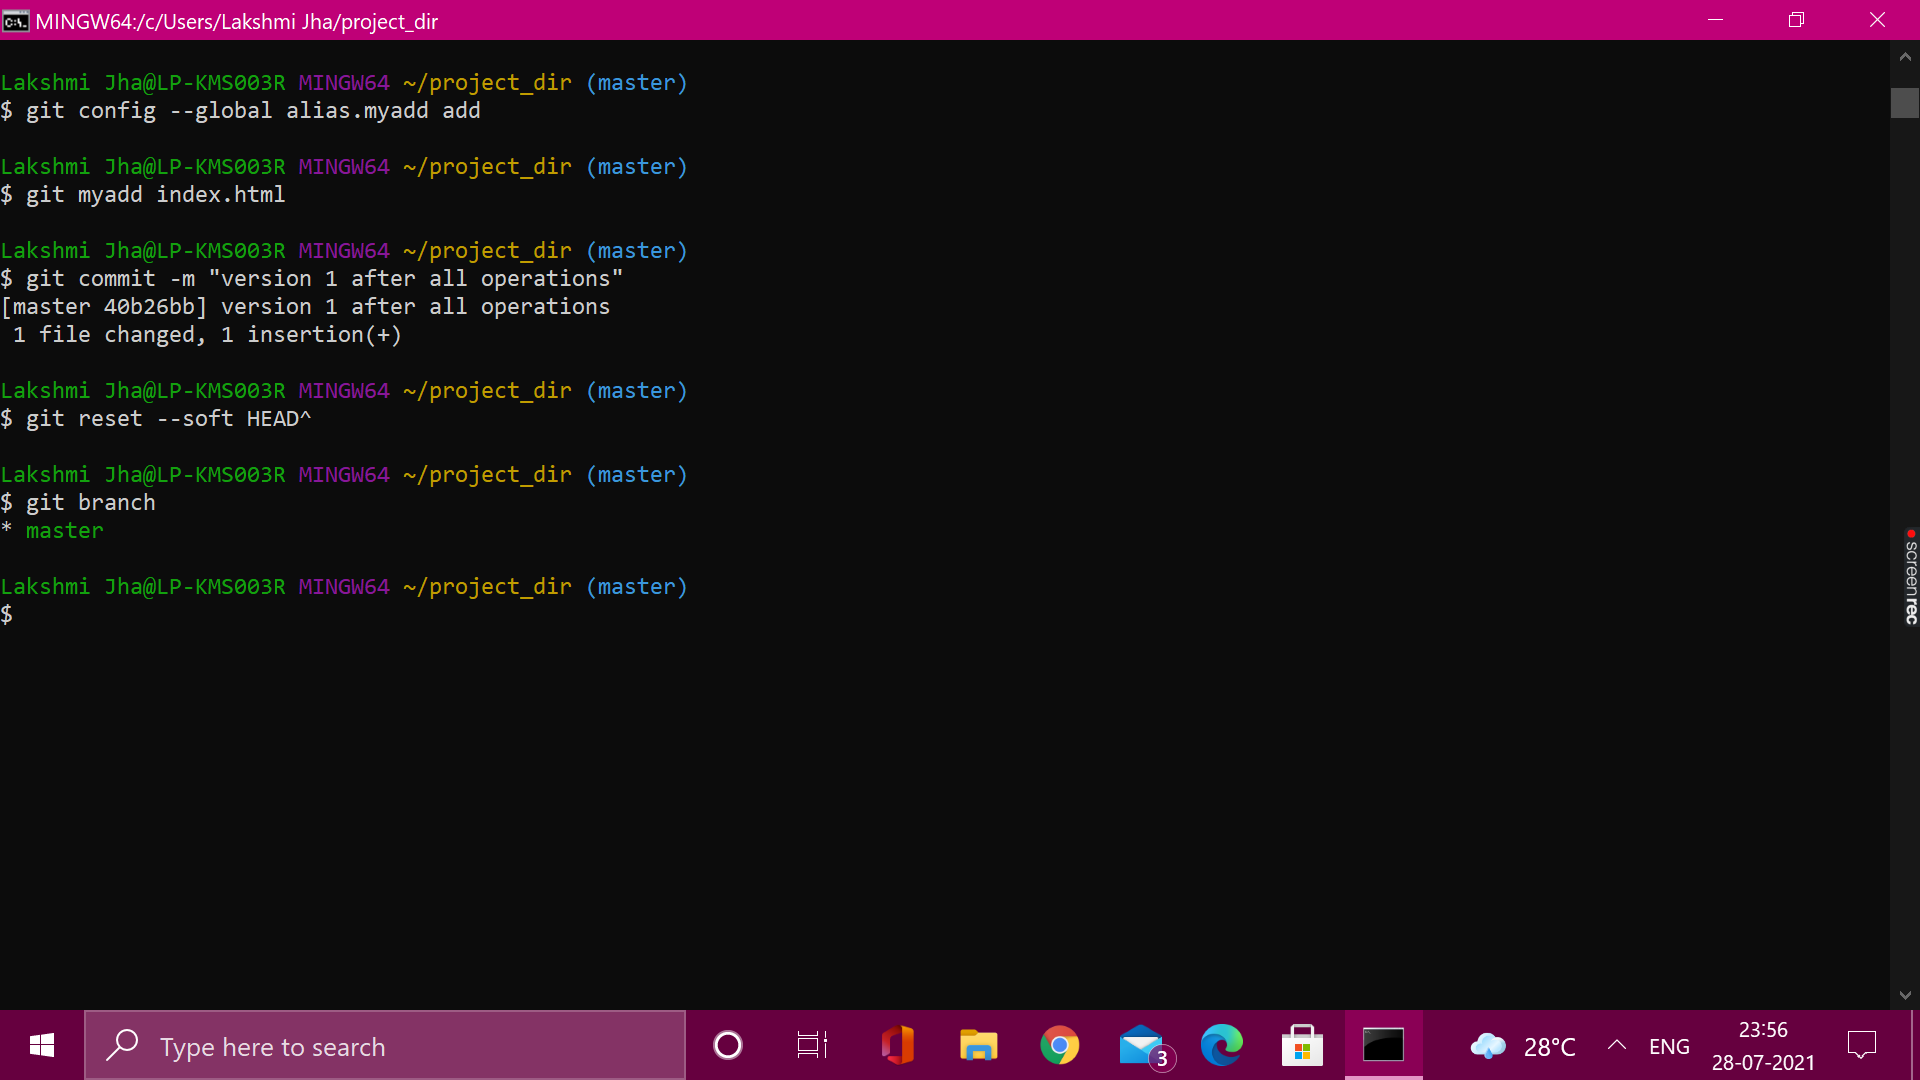 MINGW64:/c/Users/Lakshmi Jha/project_dir
Lakshmi Jha@LP-KMS003R MINGW64 ~/project_dir (master)
$ git config --global alias.myadd add
Lakshmi Jha@LP-KMS003R MINGW64 ~/project_dir (master)
$ git myadd index.html
Lakshmi Jha@LP-KMS003R MINGW64 ~/project_dir (master)
$ git commit -m "version 1 after all operations"
[master 40b26bb] version 1 after all operations
 1 file changed, 1 insertion(+)
Lakshmi Jha@LP-KMS003R MINGW64 ~/project_dir (master)
$ git reset --soft HEAD^
Lakshmi Jha@LP-KMS003R MINGW64 ~/project_dir (master)
$ git branch
* master
Lakshmi Jha@LP-KMS003R MINGW64 ~/project_dir (master)
$
screenrec
Type here to search
3
28°C
ENG
23:56
28-07-2021